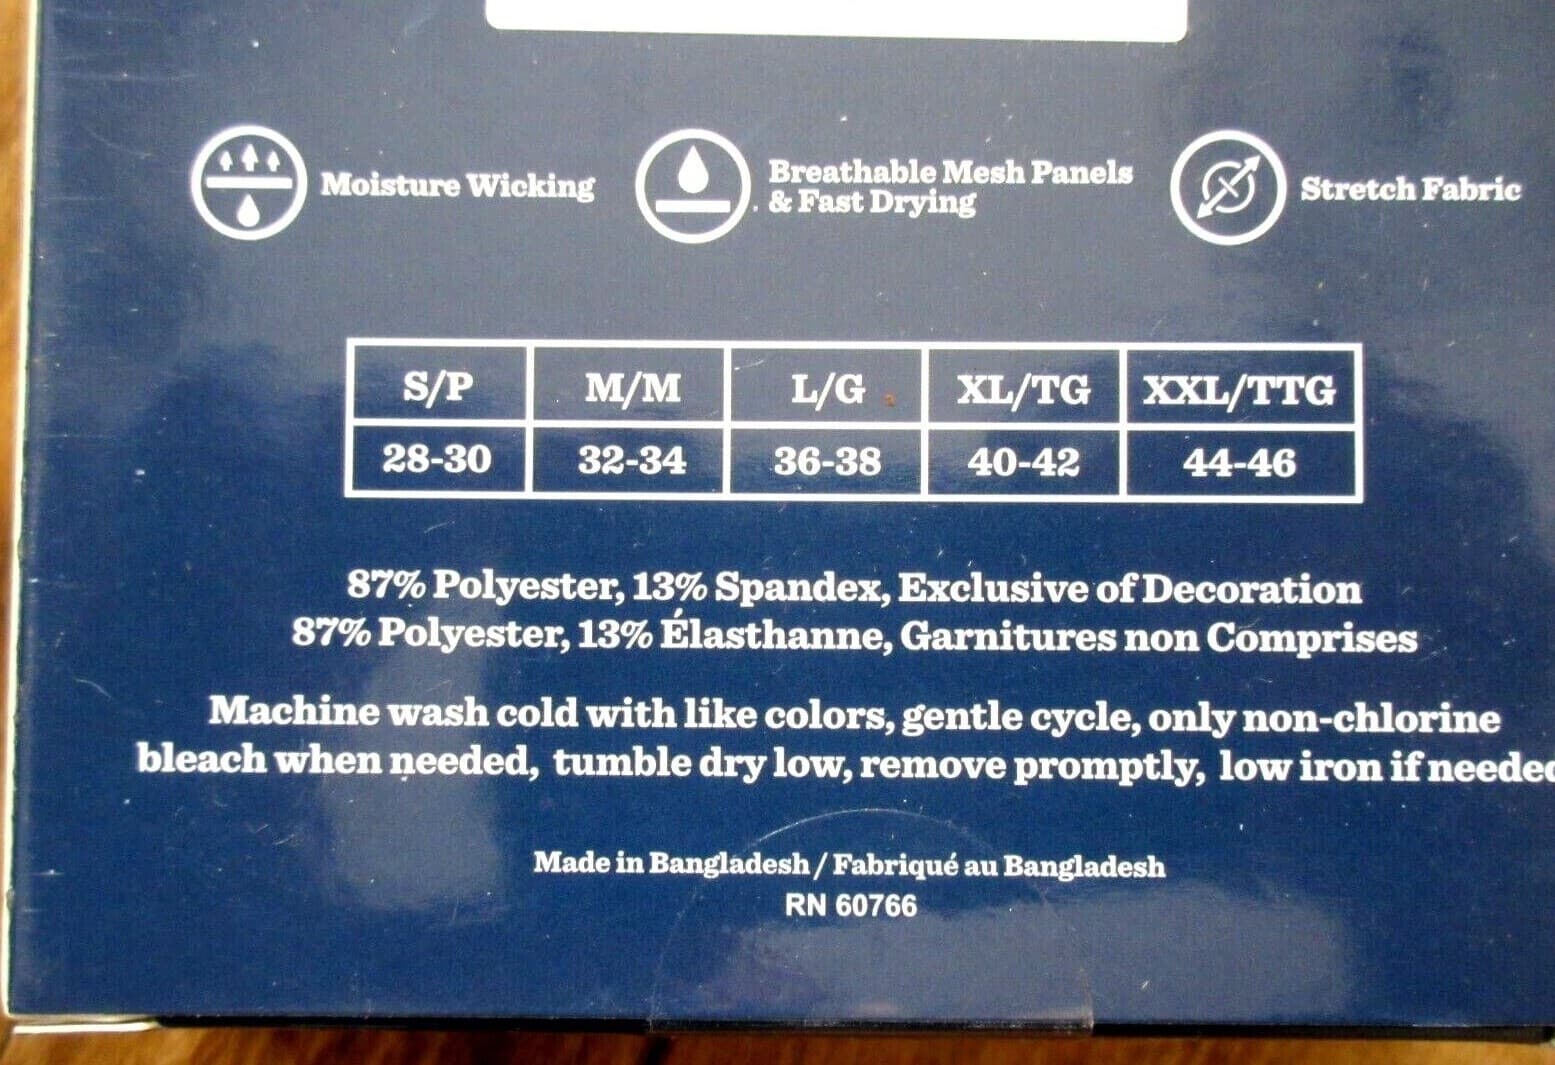 Moisture Wicking
Breathable Mesh Panels
& Fast Drying
Stretch Fabric
S/P M/M L/G XL/TG XXL/TTG
28-30 32-34 36-38 40-42 44-46
87% Polyester, 13% Spandex, Exclusive of Decoration
87% Polyester, 13% Élasthanne, Garnitures non Comprises
Machine wash cold with like colors, gentle cycle, only non-chlorine
bleach when needed, tumble dry low, remove promptly, low iron if needed
Made in Bangladesh / Fabriqué au Bangladesh
RN 60766